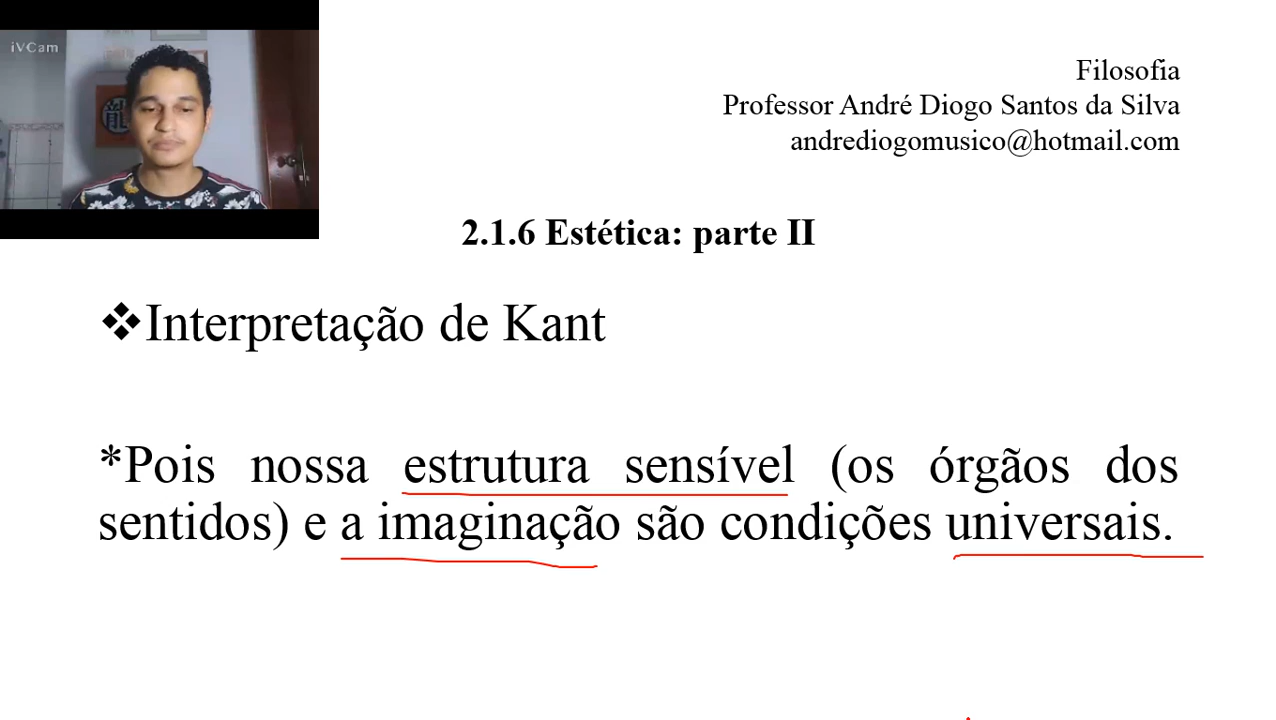 iVCam
龍
Filosofia
Professor André Diogo Santos da Silva
andrediogomusico@hotmail.com
2.1.6 Estética: parte II
❖Interpretação de Kant
*Pois nossa estrutura sensível (os órgãos dos
sentidos) e a imaginação são condições universais.